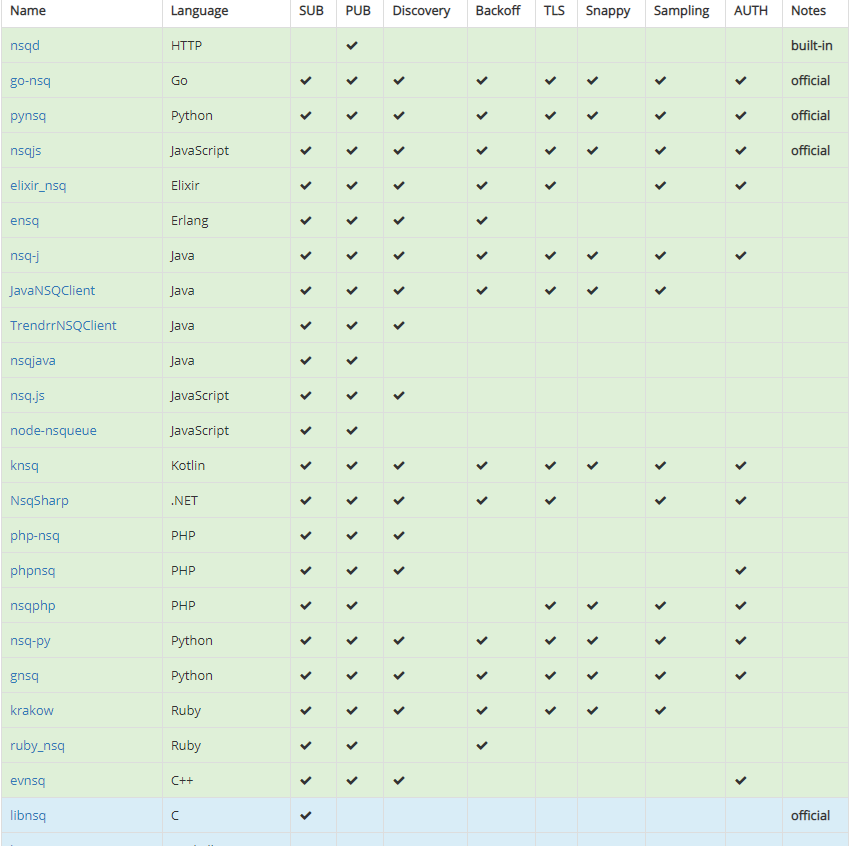 Name Language SUB PUB Discovery Backoff TLS Snappy Sampling AUTH Notes
nsqd HTTP ✔ built-in
go-nsq Go ✔ ✔ ✔ ✔ ✔ ✔ ✔ ✔ official
pynsq Python ✔ ✔ ✔ ✔ ✔ ✔ ✔ ✔ official
nsqjs JavaScript ✔ ✔ ✔ ✔ ✔ ✔ ✔ ✔ official
elixir_nsq Elixir ✔ ✔ ✔ ✔ ✔ ✔ ✔
ensq Erlang ✔ ✔ ✔ ✔
nsq-j Java ✔ ✔ ✔ ✔ ✔ ✔ ✔ ✔
JavaNSQClient Java ✔ ✔ ✔ ✔ ✔ ✔ ✔
TrendrrNSQClient Java ✔ ✔ ✔
nsqjava Java ✔ ✔
nsq.js JavaScript ✔ ✔ ✔
node-nsqueue JavaScript ✔ ✔
knsq Kotlin ✔ ✔ ✔ ✔ ✔ ✔ ✔ ✔
NsqSharp .NET ✔ ✔ ✔ ✔ ✔ ✔ ✔
php-nsq PHP ✔ ✔ ✔
phpnsq PHP ✔ ✔ ✔ ✔
nsqphp PHP ✔ ✔ ✔ ✔ ✔ ✔
nsq-py Python ✔ ✔ ✔ ✔ ✔ ✔ ✔ ✔
gnsq Python ✔ ✔ ✔ ✔ ✔ ✔ ✔ ✔
krakow Ruby ✔ ✔ ✔ ✔ ✔ ✔ ✔
ruby_nsq Ruby ✔ ✔ ✔
evnsq C++ ✔ ✔ ✔ ✔
libnsq C ✔ official